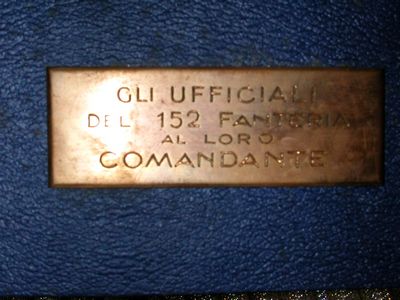 GLI UFFICIALI
DEL 152 FANTERIA
AL LORO
COMANDANTE